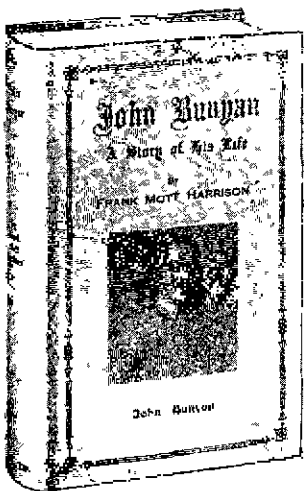 John Bunyan
A Story of His Life
By
FRANK MOTT HARRISON
John Bunyan